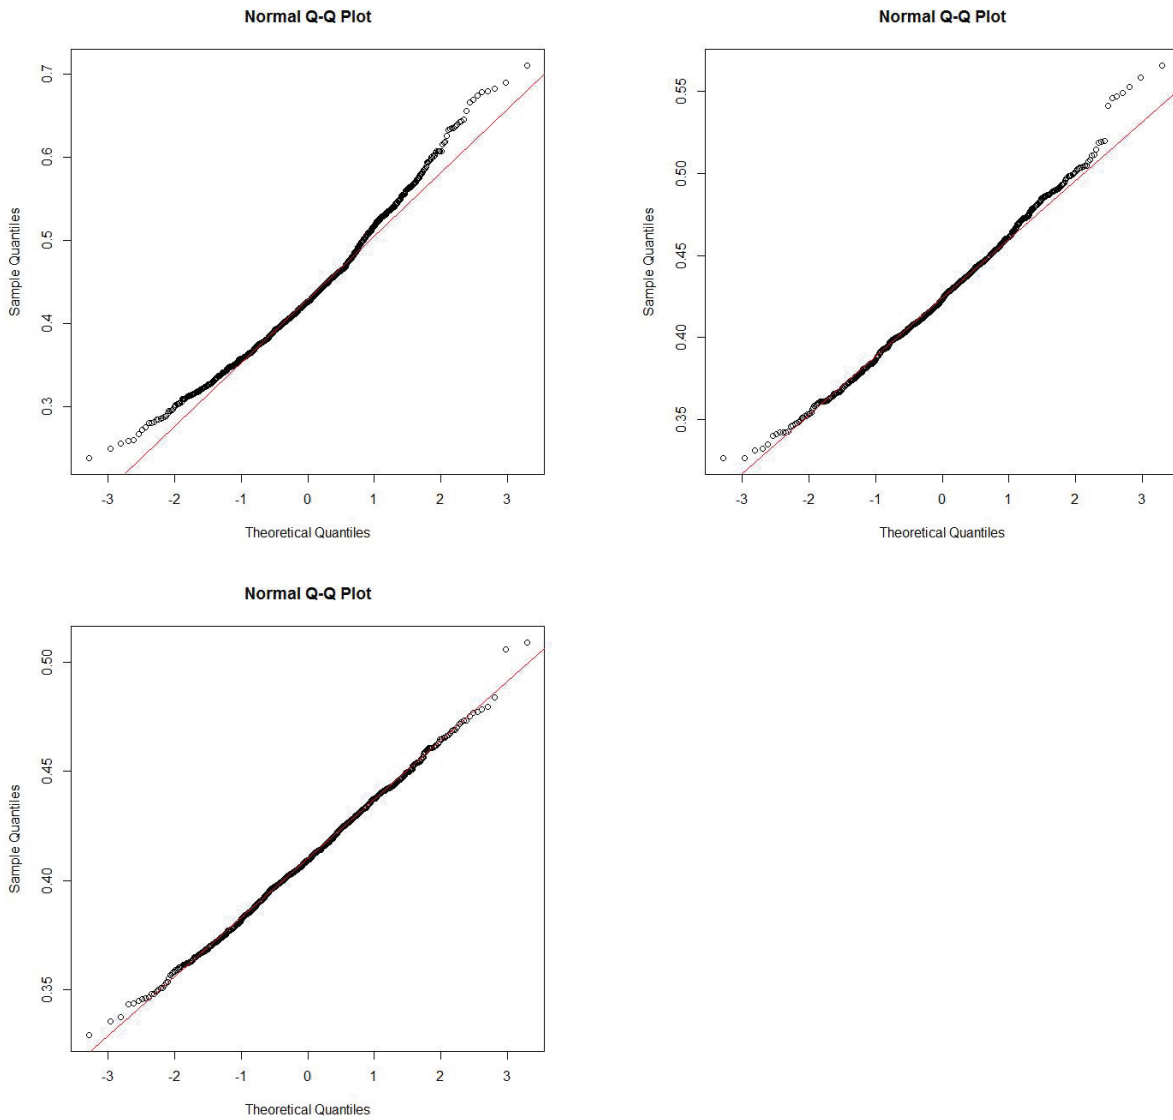 Normal Q-Q Plot
Sample Quantiles
0.7
0.6
0.5
0.4
0.3
-3 -2 -1 0 1 2 3
Theoretical Quantiles
Normal Q-Q Plot
Sample Quantiles
0.55
0.50
0.45
0.40
0.35
-3 -2 -1 0 1 2 3
Theoretical Quantiles
Normal Q-Q Plot
Sample Quantiles
0.50
0.45
0.40
0.35
-3 -2 -1 0 1 2 3
Theoretical Quantiles